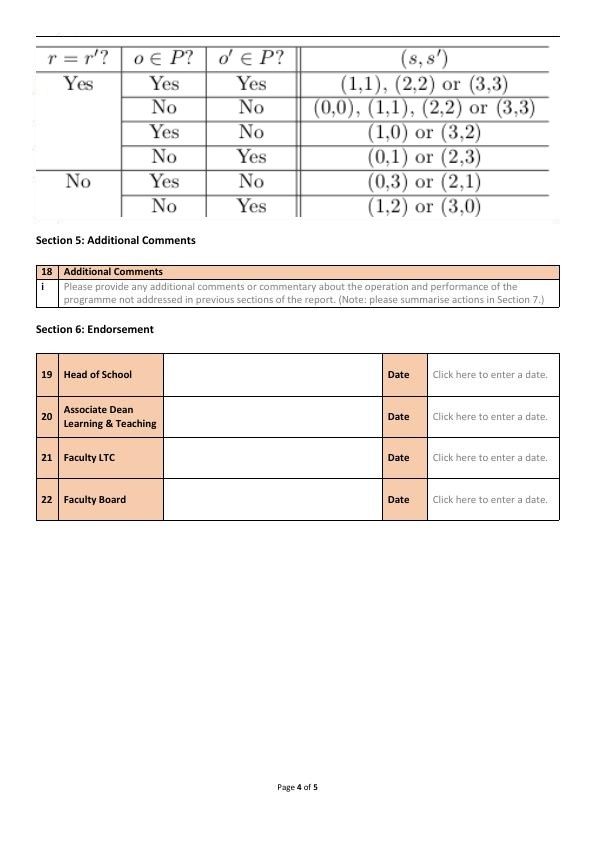 r = r′? o ∈ P? o′ ∈ P? (s, s′)
Yes Yes Yes (1,1), (2,2) or (3,3)
No No (0,0), (1,1), (2,2) or (3,3)
Yes No (1,0) or (3,2)
No Yes (0,1) or (2,3)
No Yes No (0,3) or (2,1)
No Yes (1,2) or (3,0)
Section 5: Additional Comments
18 Additional Comments
i Please provide any additional comments or commentary about the operation and performance of the
programme not addressed in previous sections of the report. (Note: please summarise actions in Section 7.)
Section 6: Endorsement
19 Head of School Date Click here to enter a date.
20 Associate Dean
Learning & Teaching Date Click here to enter a date.
21 Faculty LTC Date Click here to enter a date.
22 Faculty Board Date Click here to enter a date.
Page 4 of 5